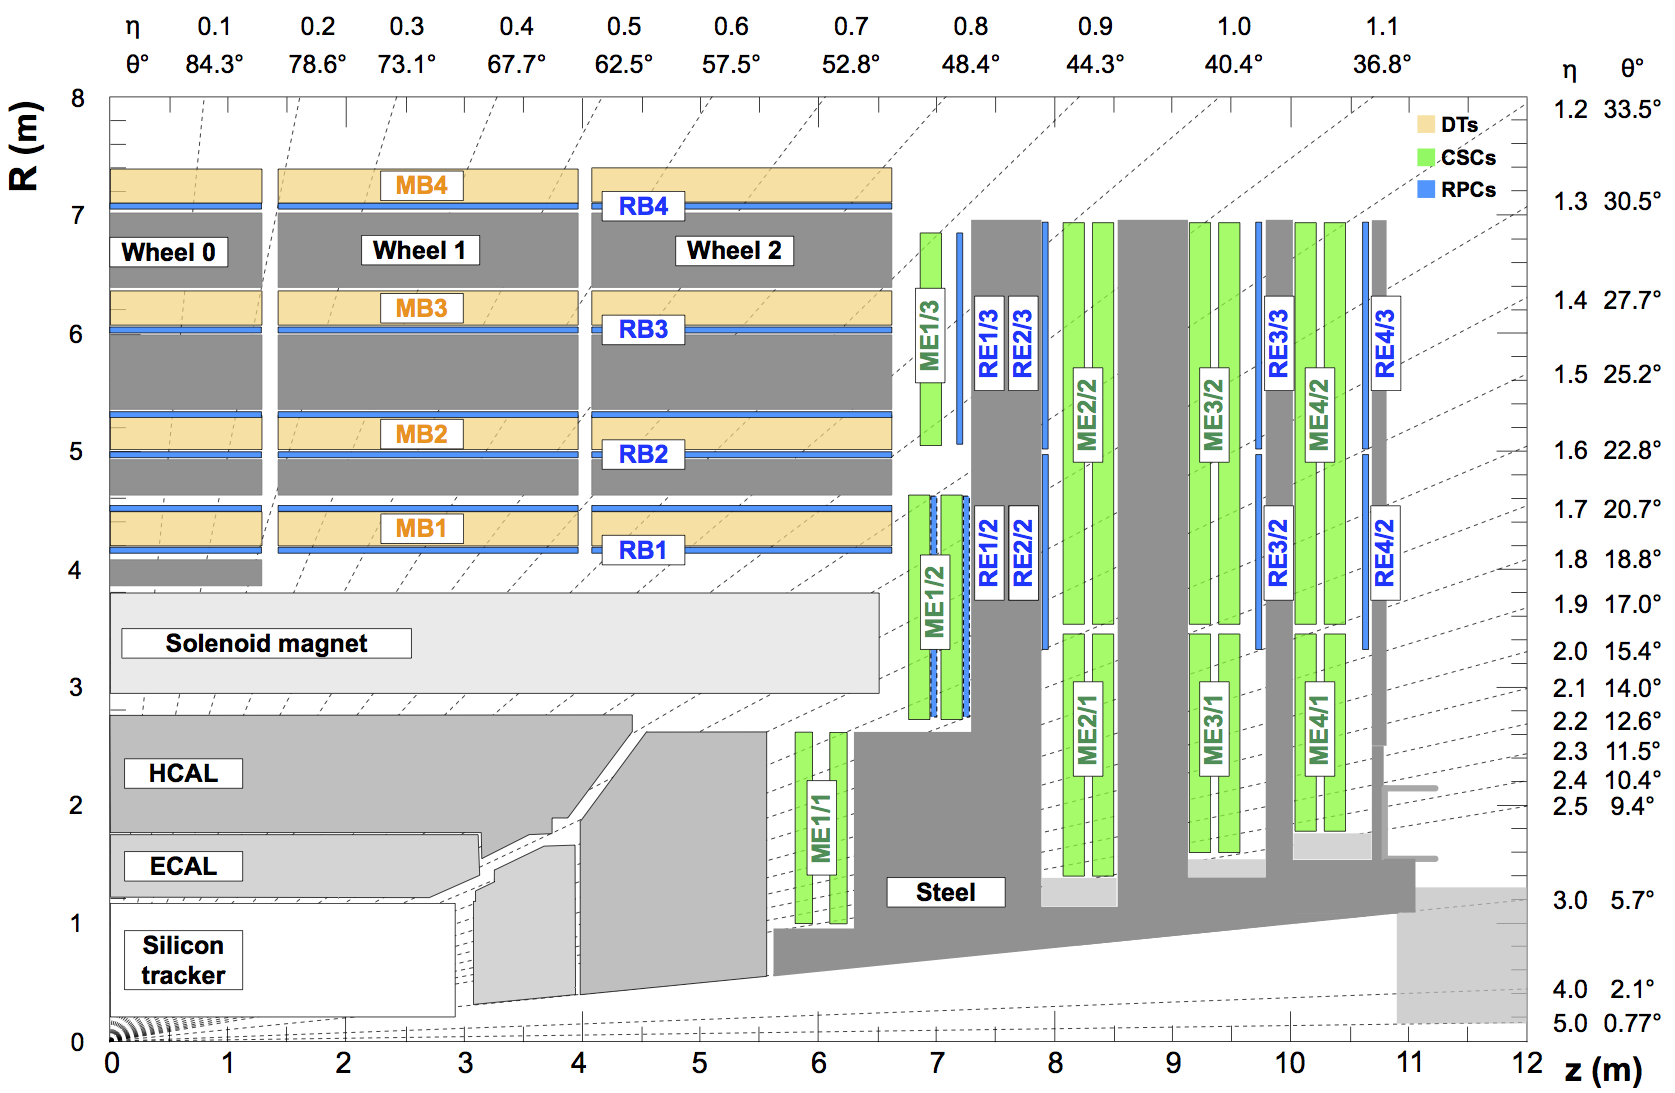 η 0.1 0.2 0.3 0.4 0.5 0.6 0.7 0.8 0.9 1.0 1.1
θ° 84.3° 78.6° 73.1° 67.7° 62.5° 57.5° 52.8° 48.4° 44.3° 40.4° 36.8°
η θ°
R (m)
8
7
6
5
4
3
2
1
0
1.2 33.5°
1.3 30.5°
1.4 27.7°
1.5 25.2°
1.6 22.8°
1.7 20.7°
1.8 18.8°
1.9 17.0°
2.0 15.4°
2.1 14.0°
2.2 12.6°
2.3 11.5°
2.4 10.4°
2.5 9.4°
3.0 5.7°
4.0 2.1°
5.0 0.77°
DTs
CSCs
RPCs
MB4
RB4
Wheel 0
Wheel 1
Wheel 2
MB3
RB3
MB2
RB2
MB1
RB1
Solenoid magnet
HCAL
ECAL
Silicon
tracker
Steel
ME1/3
RE1/3
RE2/3
ME2/2
ME3/2
RE3/3
ME4/2
RE4/3
ME1/2
RE1/2
RE2/2
RE3/2
RE4/2
ME1/1
ME2/1
ME3/1
ME4/1
0 1 2 3 4 5 6 7 8 9 10 11 12
z (m)